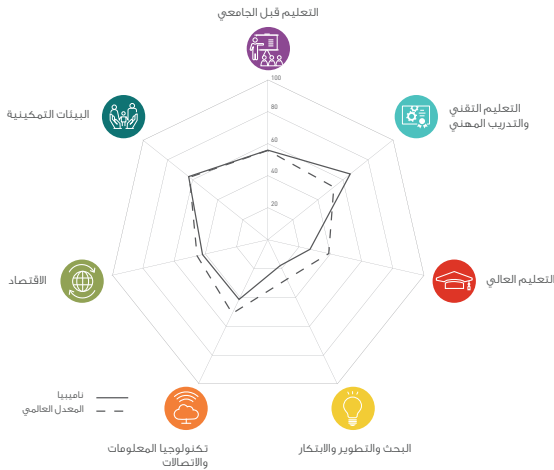 التعليم قبل الجامعي
التعليم التقني
والتدريب المهني
البيئات التمكينية
100
80
60
40
20
التعليم العالي
الاقتصاد
ناميبيا
المعدل العالمي
البحث والتطوير والابتكار
تكنولوجيا المعلومات
والاتصالات